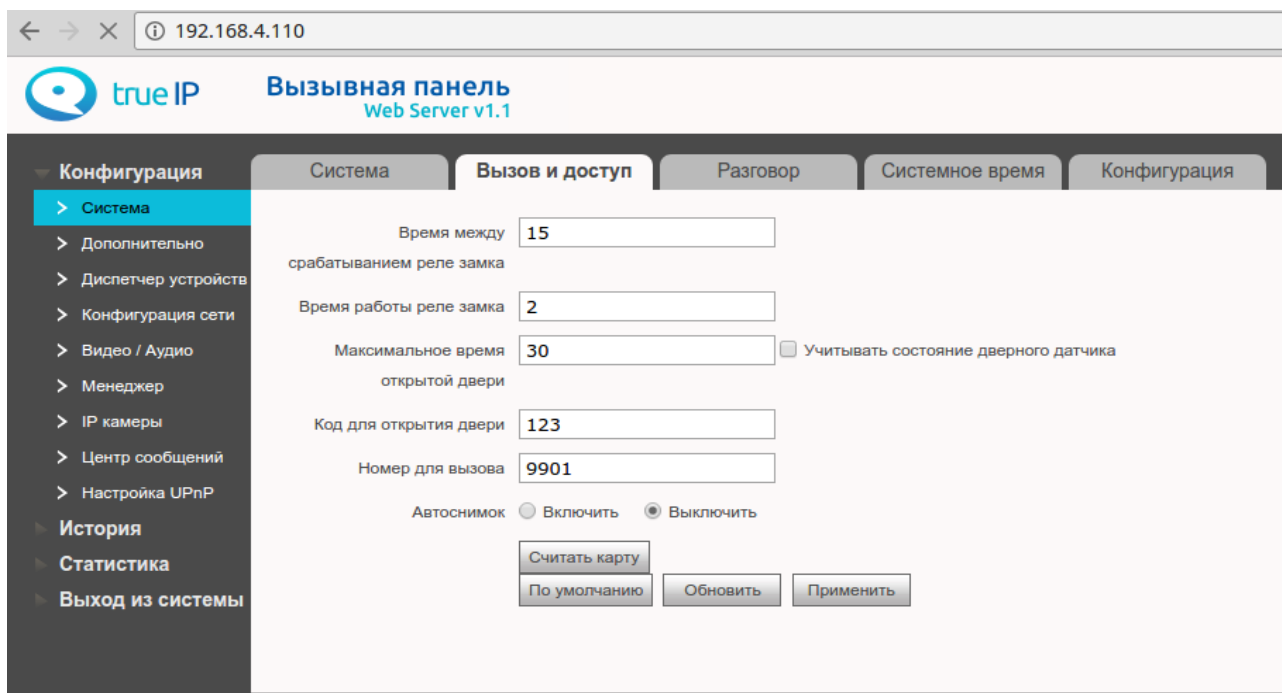 192.168.4.110
true IP
Вызывная панель
Web Server v1.1
Конфигурация
Система
Дополнительно
Диспетчер устройств
Конфигурация сети
Видео / Аудио
Менеджер
IP камеры
Центр сообщений
Настройка UPnP
История
Статистика
Выход из системы
Система Вызов и доступ Разговор Системное время Конфигурация
Время между 15
срабатыванием реле замка
Время работы реле замка 2
Максимальное время 30 Учитывать состояние дверного датчика
открытой двери
Код для открытия двери 123
Номер для вызова 9901
Автоснимок Включить Выключить
Считать карту
По умолчанию Обновить Применить